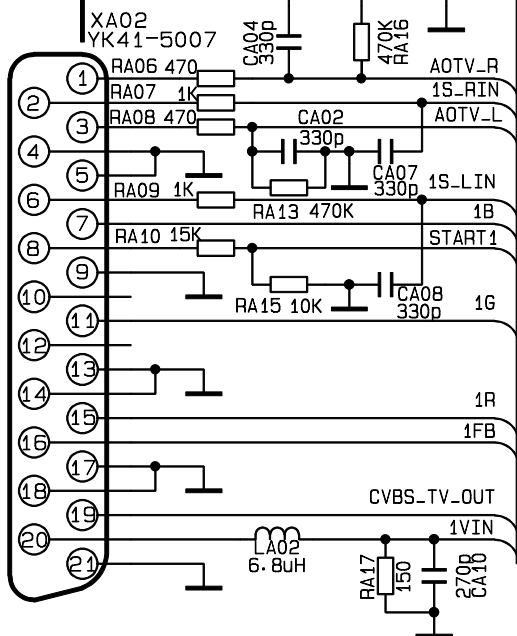 XA02
YK41-5007
CA04
330p
470K
RA16
1
RA06 470
AOTV_R
2
RA07 1K
1S_RIN
3
RA08 470
AOTV_L
CA02
330p
4
5
CA07
330p
6
RA09 1K
RA13 470K
1S_LIN
7
1B
8
RA10 15K
START1
9
RA15 10K
CA08
330p
10
11
1G
12
13
14
15
1R
16
1FB
17
18
19
CVBS_TV_OUT
20
LA02
6.8uH
1VIN
21
RA17
150
270p
CA10